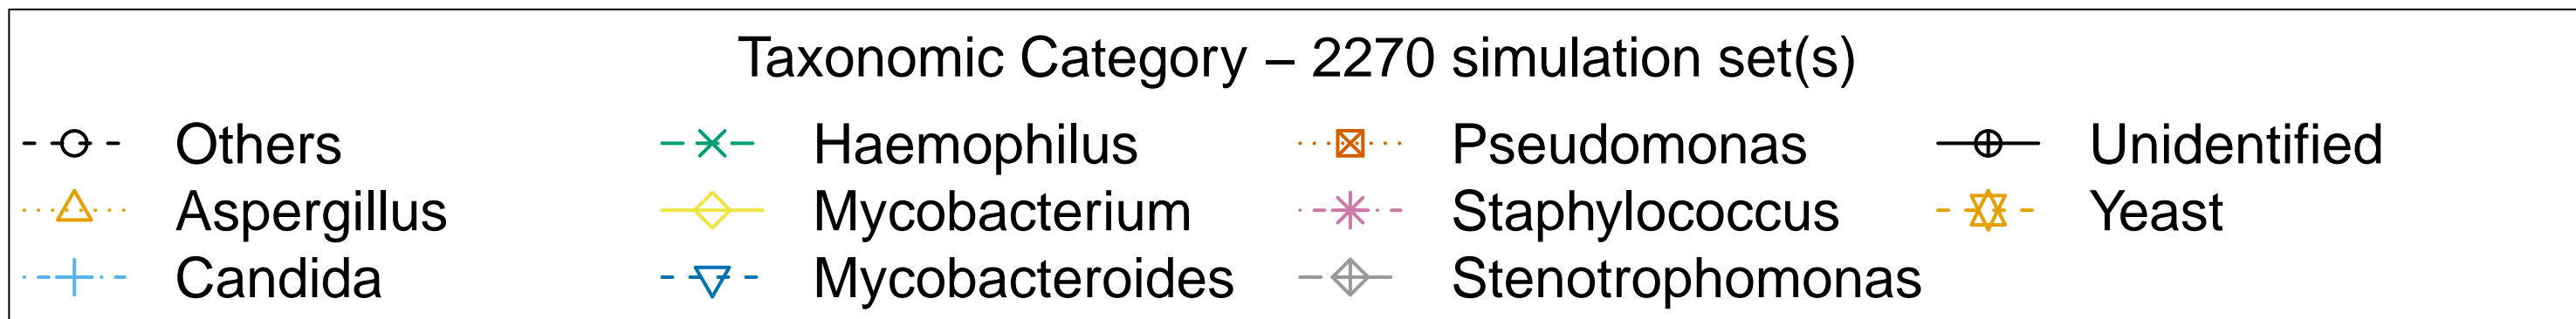 Taxonomic Category – 2270 simulation set(s)
Others Haemophilus Pseudomonas Unidentified
Aspergillus Mycobacterium Staphylococcus Yeast
Candida Mycobacteroides Stenotrophomonas